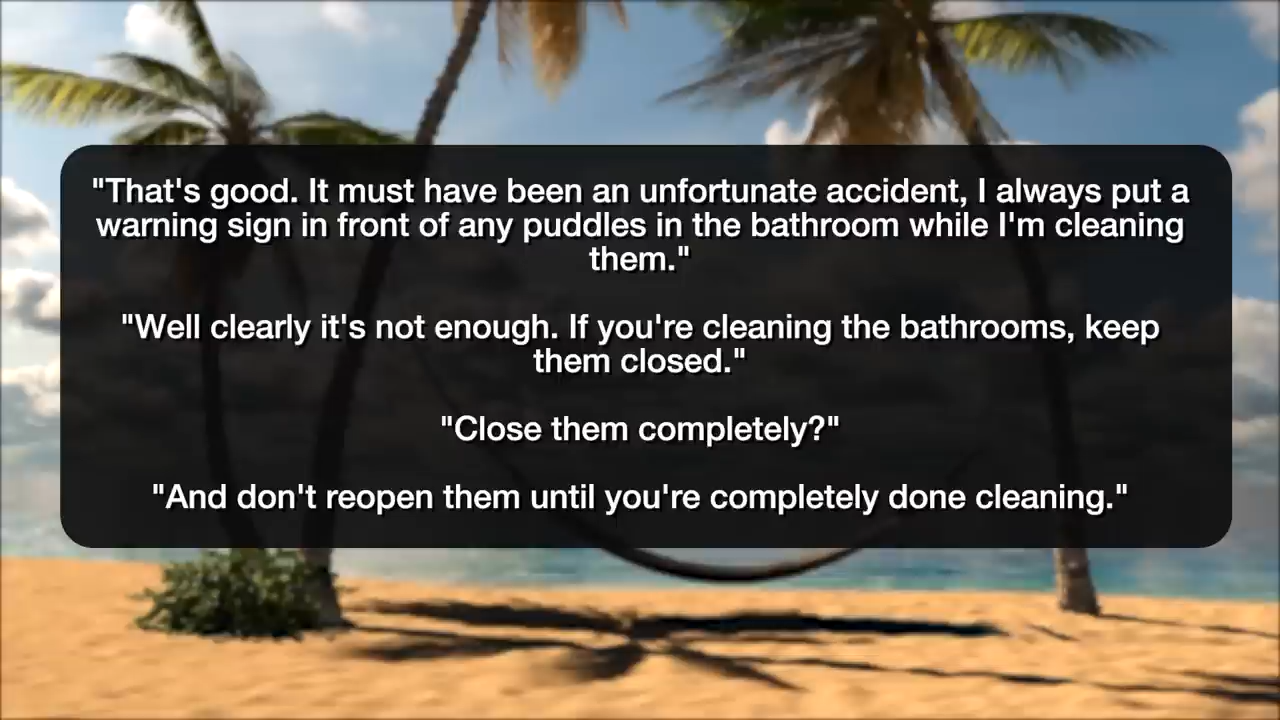 "That's good. It must have been an unfortunate accident, I always put a
warning sign in front of any puddles in the bathroom while I'm cleaning
them."
"Well clearly it's not enough. If you're cleaning the bathrooms, keep
them closed."
"Close them completely?"
"And don't reopen them until you're completely done cleaning."